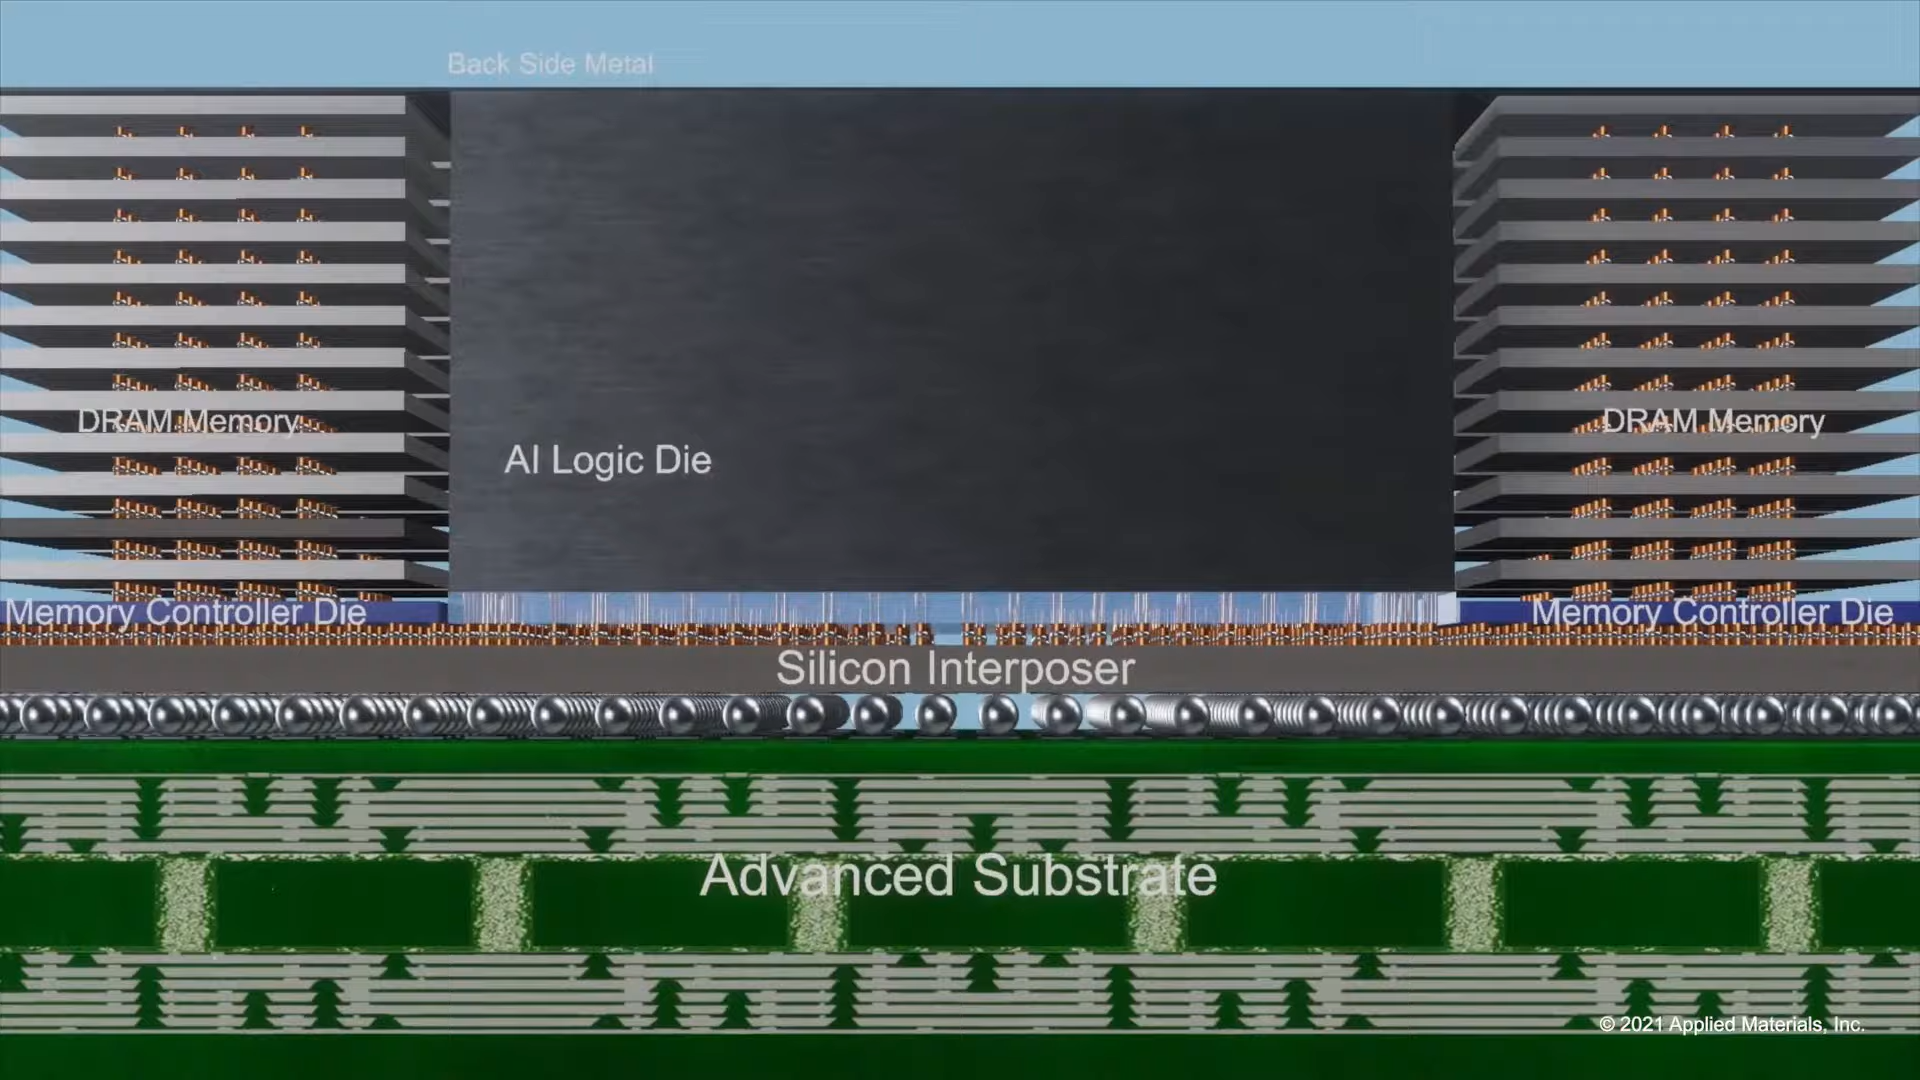 Back Side Metal
DRAM Memory
DRAM Memory
AI Logic Die
Memory Controller Die
Memory Controller Die
Silicon Interposer
Advanced Substrate
© 2021 Applied Materials, Inc.